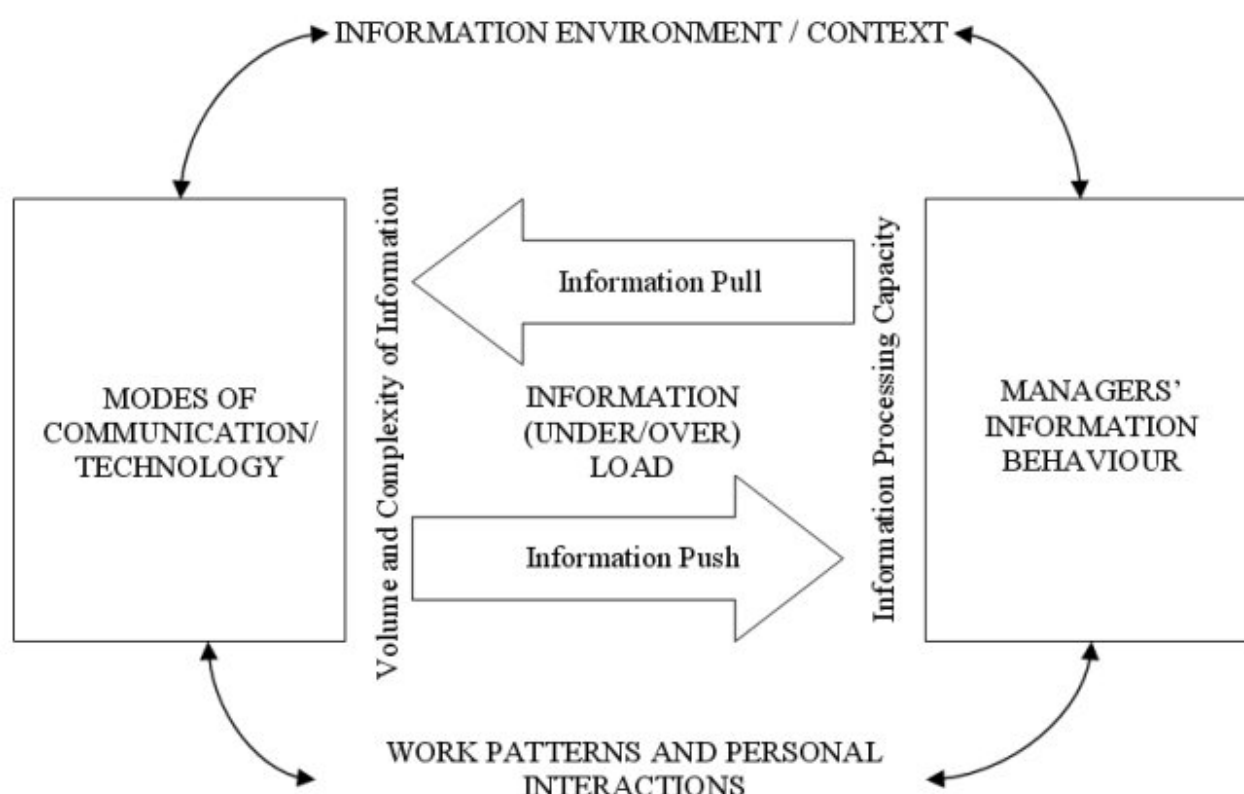 INFORMATION ENVIRONMENT / CONTEXT
MODES OF
COMMUNICATION/
TECHNOLOGY
Volume and Complexity of Information
Information Pull
INFORMATION
(UNDER/OVER)
LOAD
Information Push
Information Processing Capacity
MANAGERS’
INFORMATION
BEHAVIOUR
WORK PATTERNS AND PERSONAL
INTERACTIONS